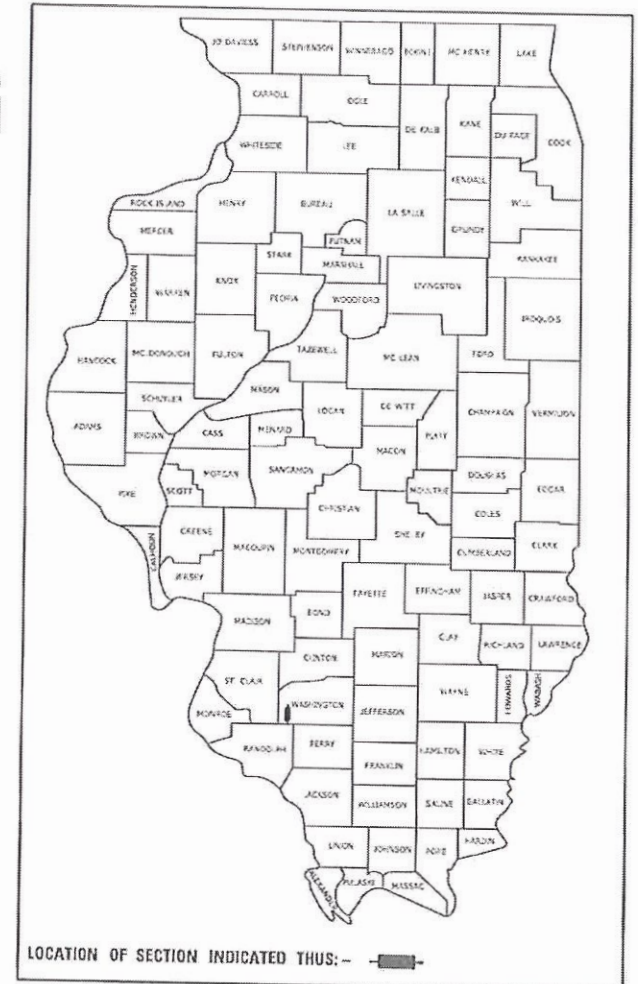 JO DAVIESS STEPHENSON WINNEBAGO BOONE MC HENRY LAKE
CARROLL OGLE DE KALB KANE DU PAGE COOK
WHITESIDE LEE KENDALL
ROCK ISLAND HENRY BUREAU LA SALLE GRUNDY WILL
MERCER PUTNAM
STARK MARSHALL KANKAKEE
HENDERSON WARREN KNOX PEORIA WOODFORD LIVINGSTON IROQUOIS
HANCOCK MC DONOUGH FULTON TAZEWELL MC LEAN FORD
MASON
SCHUYLER LOGAN DE WITT CHAMPAIGN VERMILION
ADAMS BROWN CASS MENARD MACON PIATT
PIKE SCOTT MORGAN SANGAMON MOULTRIE DOUGLAS EDGAR
CHRISTIAN COLES
CALHOUN GREENE MACOUPIN MONTGOMERY SHELBY CUMBERLAND CLARK
JERSEY FAYETTE EFFINGHAM JASPER CRAWFORD
MADISON BOND
CLINTON MARION CLAY RICHLAND LAWRENCE
ST. CLAIR WAYNE EDWARDS WABASH
MONROE WASHINGTON JEFFERSON
RANDOLPH PERRY HAMILTON WHITE
FRANKLIN
JACKSON WILLIAMSON SALINE GALLATIN
UNION JOHNSON POPE HARDIN
ALEXANDER PULASKI MASSAC
LOCATION OF SECTION INDICATED THUS: –